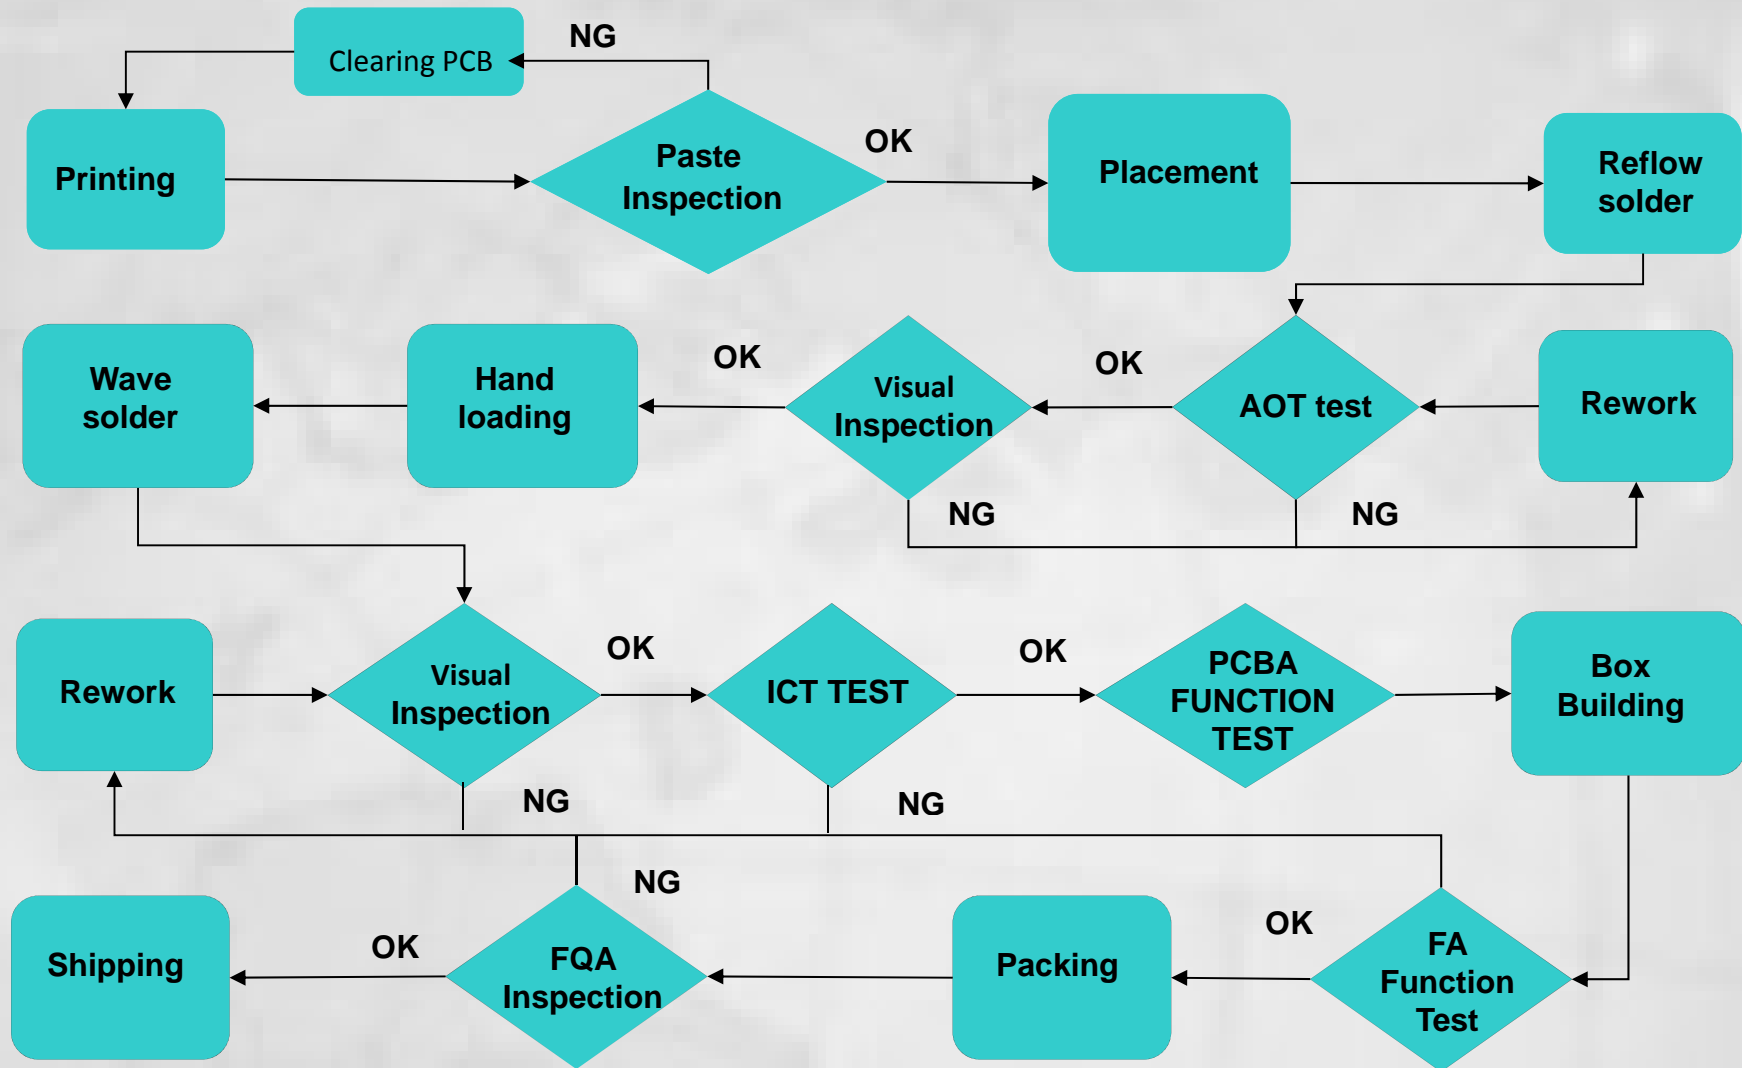 NG
Clearing PCB
Printing
Paste
Inspection
OK
Placement
Reflow
solder
Wave
solder
Hand
loading
OK
Visual
Inspection
OK
AOT test
Rework
NG
NG
Rework
Visual
Inspection
OK
ICT TEST
OK
PCBA
FUNCTION
TEST
Box
Building
NG
NG
Shipping
OK
FQA
Inspection
NG
Packing
OK
FA
Function
Test